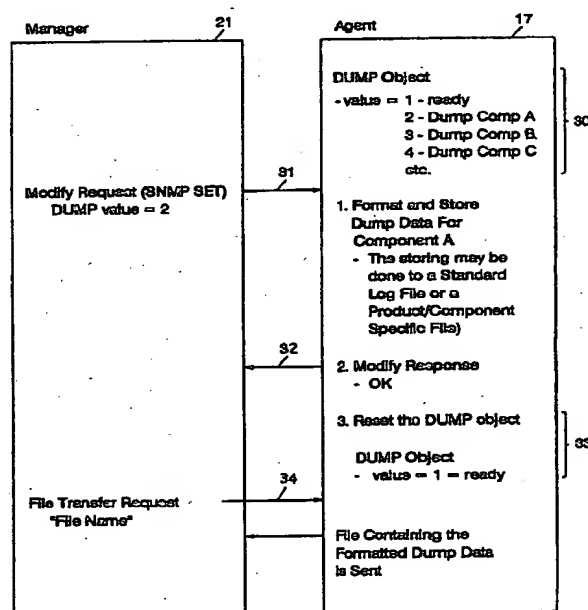 Manager
21
Agent
17
DUMP Object
- value = 1 - ready
2 - Dump Comp A
3 - Dump Comp B
4 - Dump Comp C
etc.
30
31
Modify Request (SNMP SET)
DUMP value = 2
1. Format and Store
Dump Data For
Component A
- The storing may be
done to a Standard
Log File or a
Product/Component
Specific File)
32
2. Modify Response
- OK
3. Reset the DUMP object
33
DUMP Object
- value = 1 = ready
34
File Transfer Request
"File Name"
File Containing the
Formatted Dump Data
is Sent